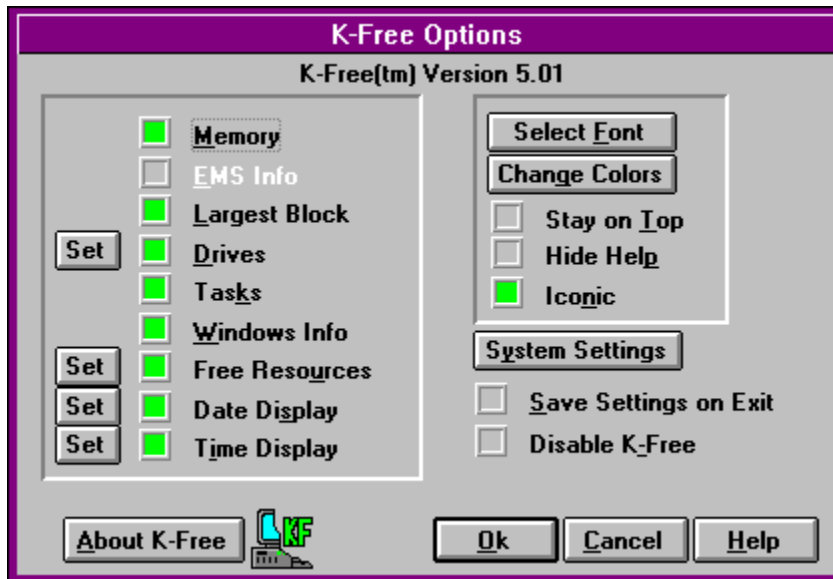 K-Free Options
K-Free(tm) Version 5.01
Memory
EMS Info
Largest Block
Set Drives
Tasks
Windows Info
Set Free Resources
Set Date Display
Set Time Display
Select Font
Change Colors
Stay on Top
Hide Help
Iconic
System Settings
Save Settings on Exit
Disable K-Free
About K-Free KF Ok Cancel Help